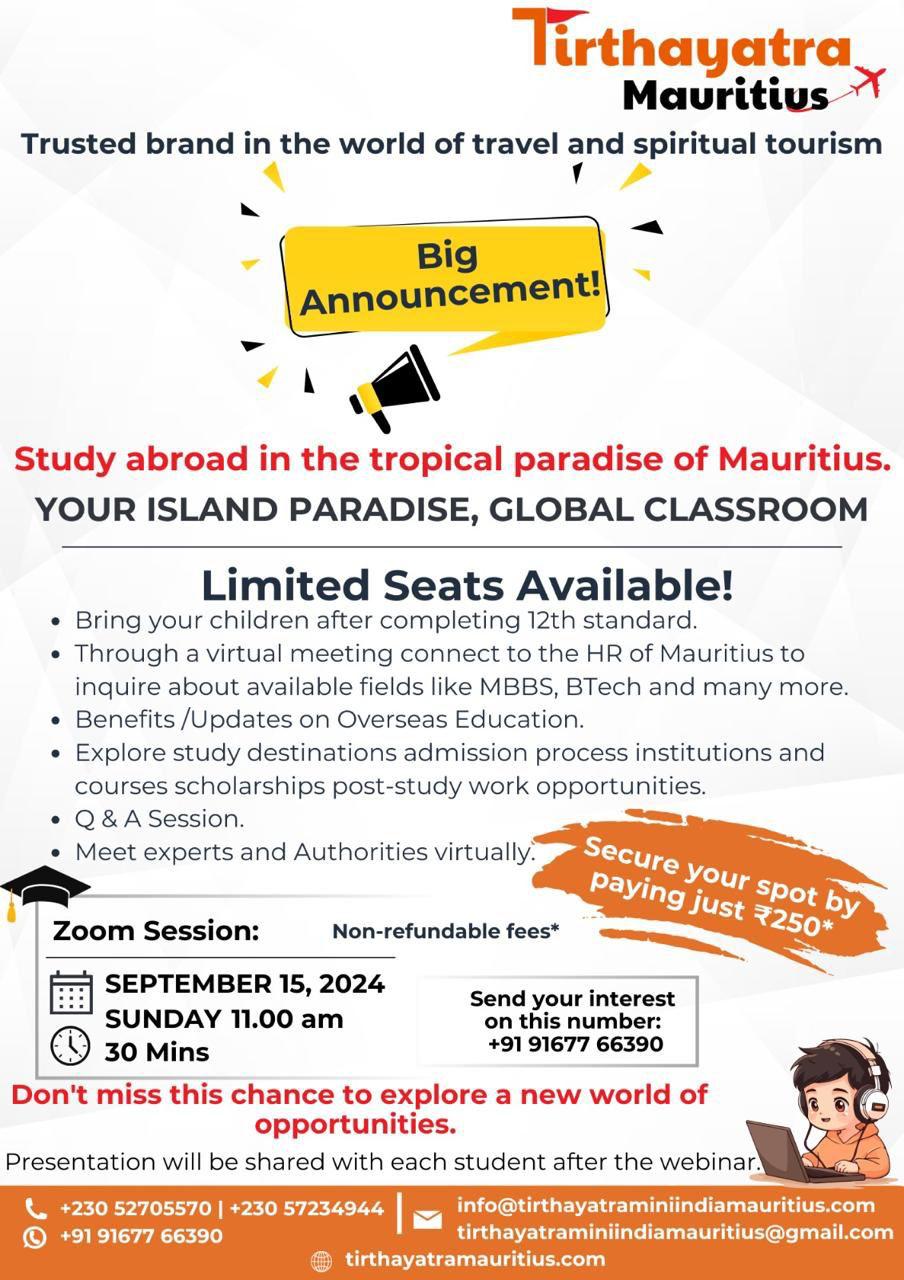 Tirthayatra
Mauritius
Trusted brand in the world of travel and spiritual tourism
Big
Announcement!
Study abroad in the tropical paradise of Mauritius.
YOUR ISLAND PARADISE, GLOBAL CLASSROOM
Limited Seats Available!
• Bring your children after completing 12th standard.
• Through a virtual meeting connect to the HR of Mauritius to
inquire about available fields like MBBS, BTech and many more.
• Benefits /Updates on Overseas Education.
• Explore study destinations admission process institutions and
courses scholarships post-study work opportunities.
• Q & A Session.
• Meet experts and Authorities virtually.
Secure your spot by
paying just ₹250*
Zoom Session:
Non-refundable fees*
SEPTEMBER 15, 2024
SUNDAY 11.00 am
30 Mins
Send your interest
on this number:
+91 91677 66390
Don't miss this chance to explore a new world of
opportunities.
Presentation will be shared with each student after the webinar.
+230 52705570 | +230 57234944
+91 91677 66390
info@tirthayatraminiindiamauritius.com
tirthayatraminiindiamauritius@gmail.com
tirthayatramauritius.com